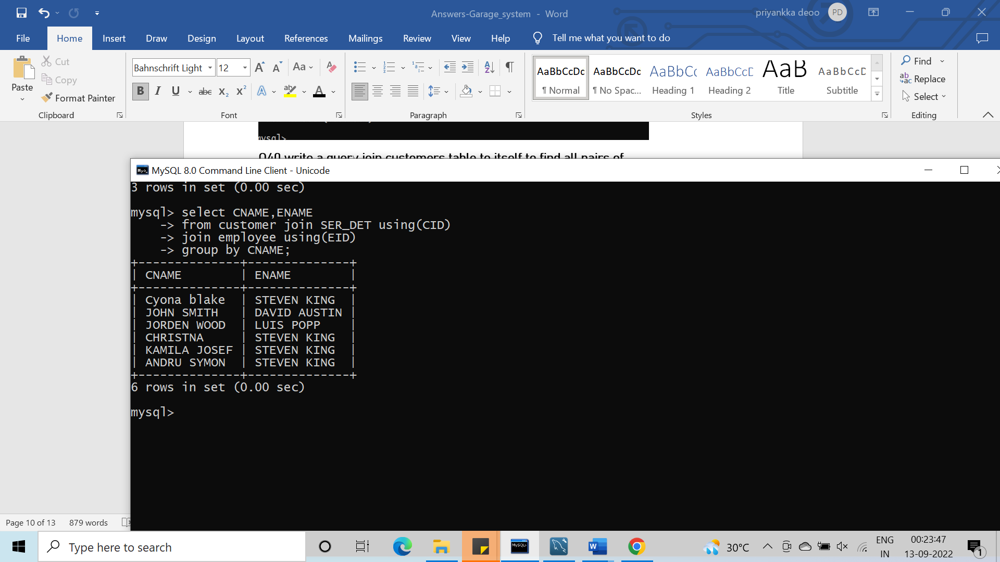 Answers-Garage_system - Word
priyankka deoo PD
File Home Insert Draw Design Layout References Mailings Review View Help Tell me what you want to do
Paste
Cut
Copy
Format Painter
Clipboard
Bahnschrift Light 12
Font
Paragraph
AaBbCcDc AaBbCcDc AaBbCc AaBbCcD AaB AaBbCcD
¶ Normal ¶ No Spac... Heading 1 Heading 2 Title Subtitle
Styles
Find
Replace
Select
Editing
mysql>
Q40 write a query join customers table to itself to find all pairs of
MySQL 8.0 Command Line Client - Unicode
3 rows in set (0.00 sec)
mysql> select CNAME,ENAME
-> from customer join SER_DET using(CID)
-> join employee using(EID)
-> group by CNAME;
+--------------+--------------+
| CNAME | ENAME |
+--------------+--------------+
| Cyona blake | STEVEN KING |
| JOHN SMITH | DAVID AUSTIN |
| JORDEN WOOD | LUIS POPP |
| CHRISTNA | STEVEN KING |
| KAMILA JOSEF | STEVEN KING |
| ANDRU SYMON | STEVEN KING |
+--------------+--------------+
6 rows in set (0.00 sec)
mysql>
Page 10 of 13 879 words
Type here to search
30°C
ENG
IN
00:23:47
13-09-2022
1